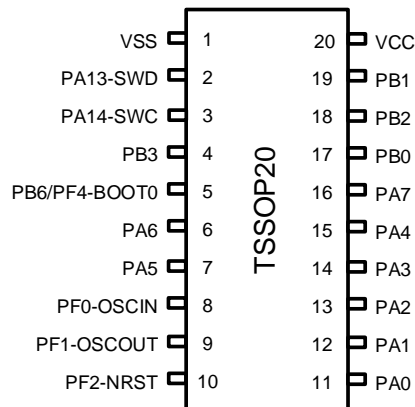 VSS 1 20 VCC
PA13-SWD 2 19 PB1
PA14-SWC 3 18 PB2
PB3 4 17 PB0
PB6/PF4-BOOT0 5 16 PA7
PA6 6 15 PA4
PA5 7 14 PA3
PF0-OSCIN 8 13 PA2
PF1-OSCOUT 9 12 PA1
PF2-NRST 10 11 PA0
TSSOP20